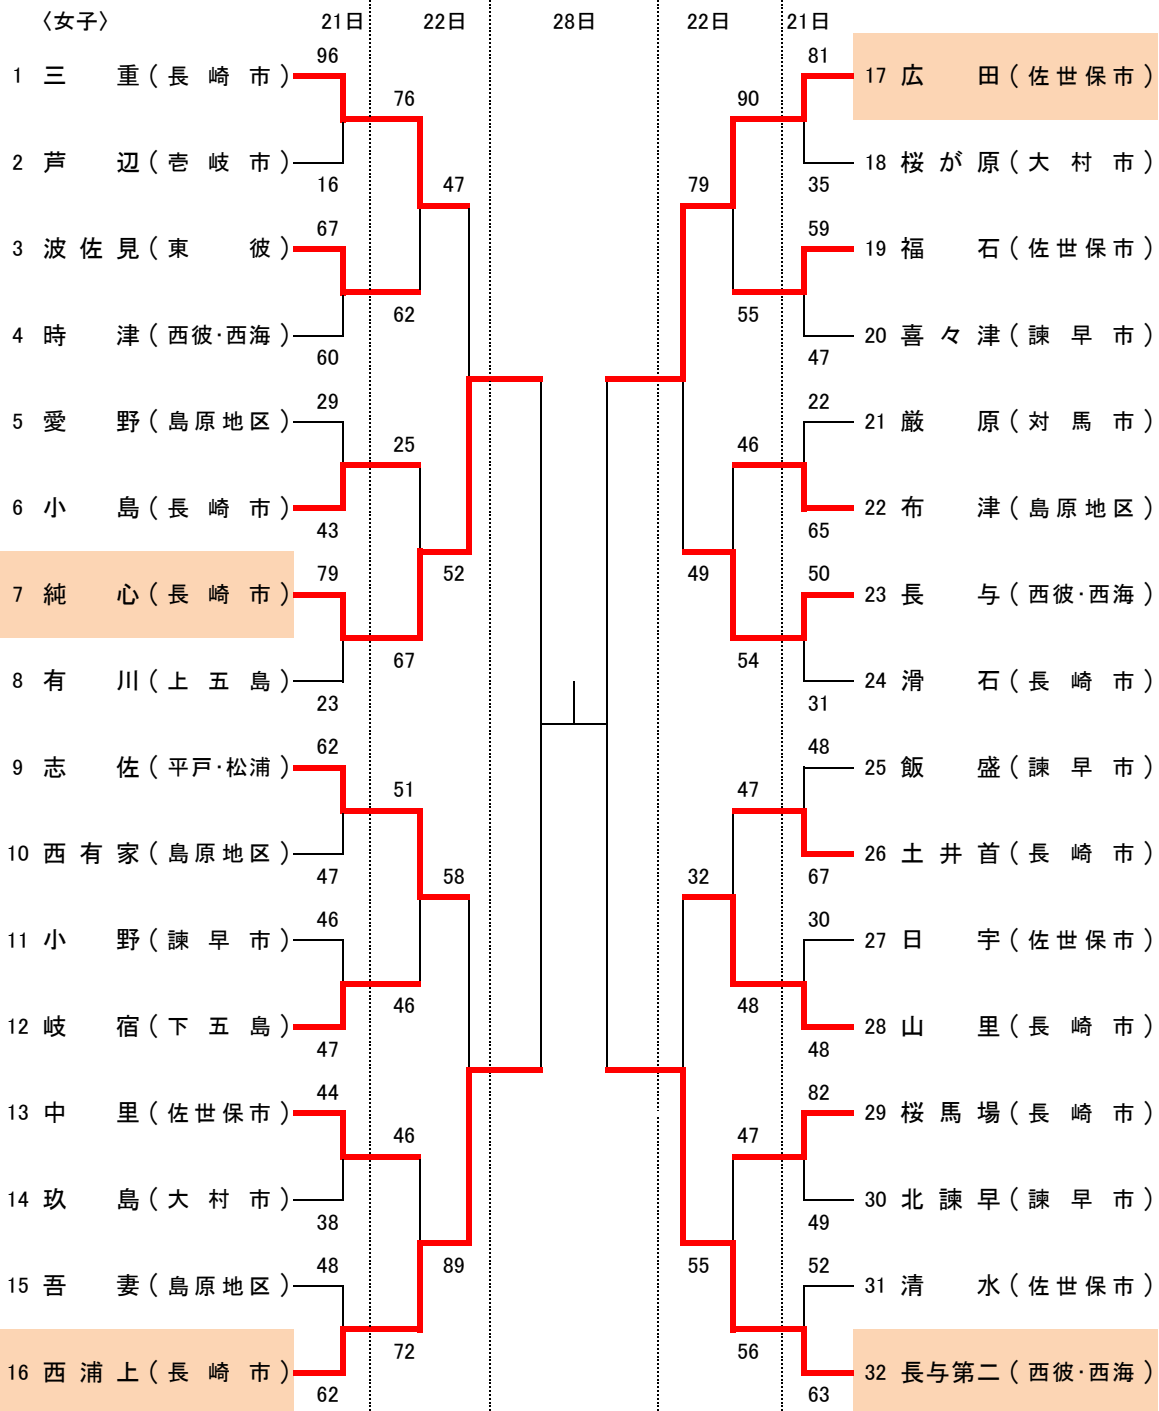 〈女子〉 21日 22日 28日 22日 21日
96 81
1 三重(長崎市) 17 広田(佐世保市)
76 90
2 芦辺(壱岐市) 18 桜が原(大村市)
16 47 79 35
67 59
3 波佐見(東彼) 19 福石(佐世保市)
62 55
4 時津(西彼·西海) 20 喜々津(諫早市)
60 47
29 22
5 愛野(島原地区) 21 厳原(対馬市)
25 46
6 小島(長崎市) 22 布津(島原地区)
43 65
79 52 49 50
7 純心(長崎市) 23 長与(西彼·西海)
67 54
8 有川(上五島) 24 滑石(長崎市)
23 31
62 48
9 志佐(平戸·松浦) 25 飯盛(諫早市)
51 47
10 西有家(島原地区) 26 土井首(長崎市)
47 58 32 67
46 30
11 小野(諫早市) 27 日宇(佐世保市)
46 48
12 岐宿(下五島) 28 山里(長崎市)
47 48
44 82
13 中里(佐世保市) 29 桜馬場(長崎市)
46 47
14 玖島(大村市) 30 北諫早(諫早市)
38 49
48 89 55 52
15 吾妻(島原地区) 31 清水(佐世保市)
72 56
16 西浦上(長崎市) 32 長与第二(西彼·西海)
62 63